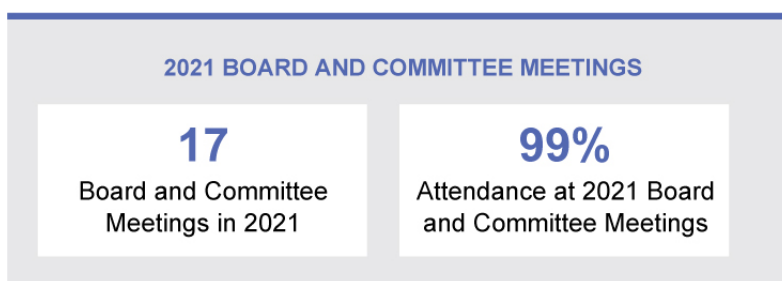 2021 BOARD AND COMMITTEE MEETINGS
17
Board and Committee
Meetings in 2021
99%
Attendance at 2021 Board
and Committee Meetings